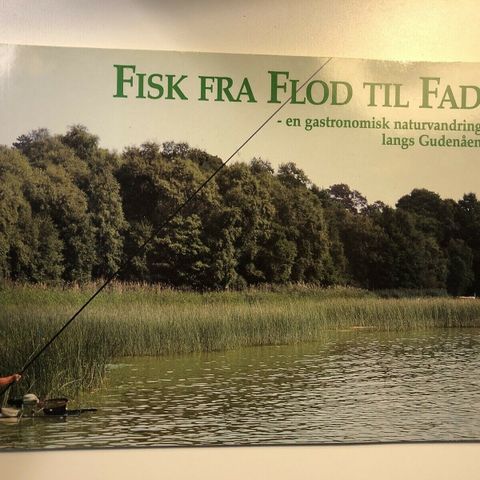 FISK FRA FLOD TIL FAD
- en gastronomisk naturvandring
langs Gudenåen